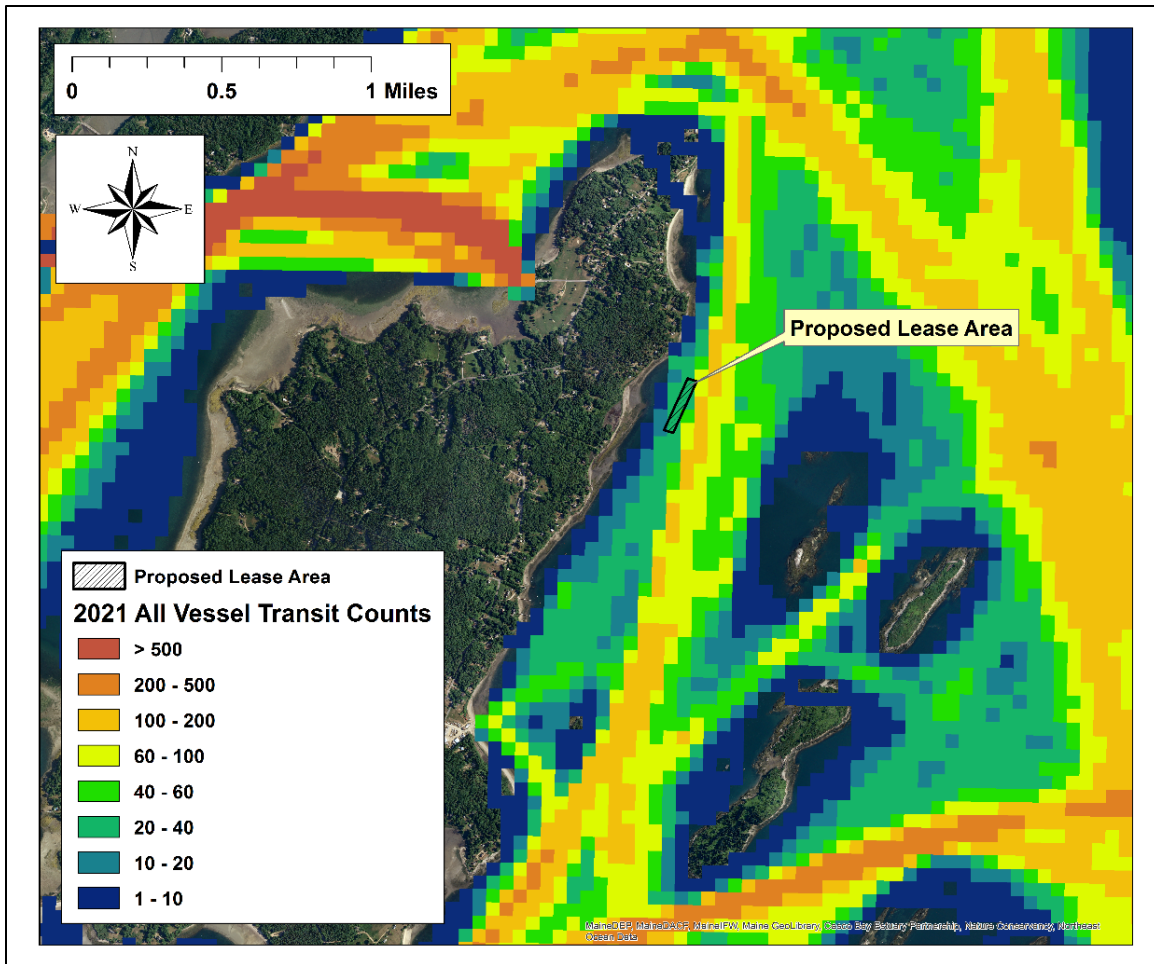 0 0.5 1 Miles
N
W E
S
Proposed Lease Area
Proposed Lease Area
2021 All Vessel Transit Counts
> 500
200 - 500
100 - 200
60 - 100
40 - 60
20 - 40
10 - 20
1 - 10
MaineDEP, MaineDACF, MaineIFW, Maine GeoLibrary, Casco Bay Estuary Partnership, Nature Conservancy, Northeast
Ocean Data